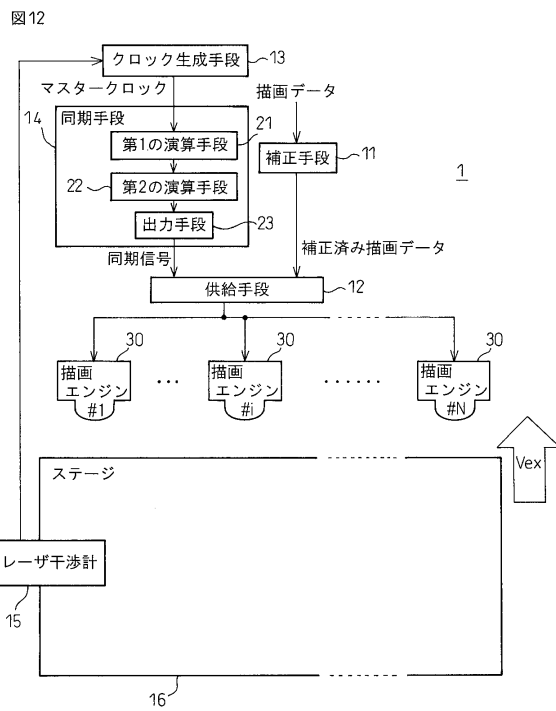 図12
クロック生成手段
13
マスタークロック
描画データ
14
同期手段
第1の演算手段
21
補正手段
11
1
22
第2の演算手段
出力手段
23
同期信号
補正済み描画データ
供給手段
12
30
30
30
描画
エンジン
#1
...
描画
エンジン
#i
......
描画
エンジン
#N
Vex
ステージ
レーザ干渉計
15
16